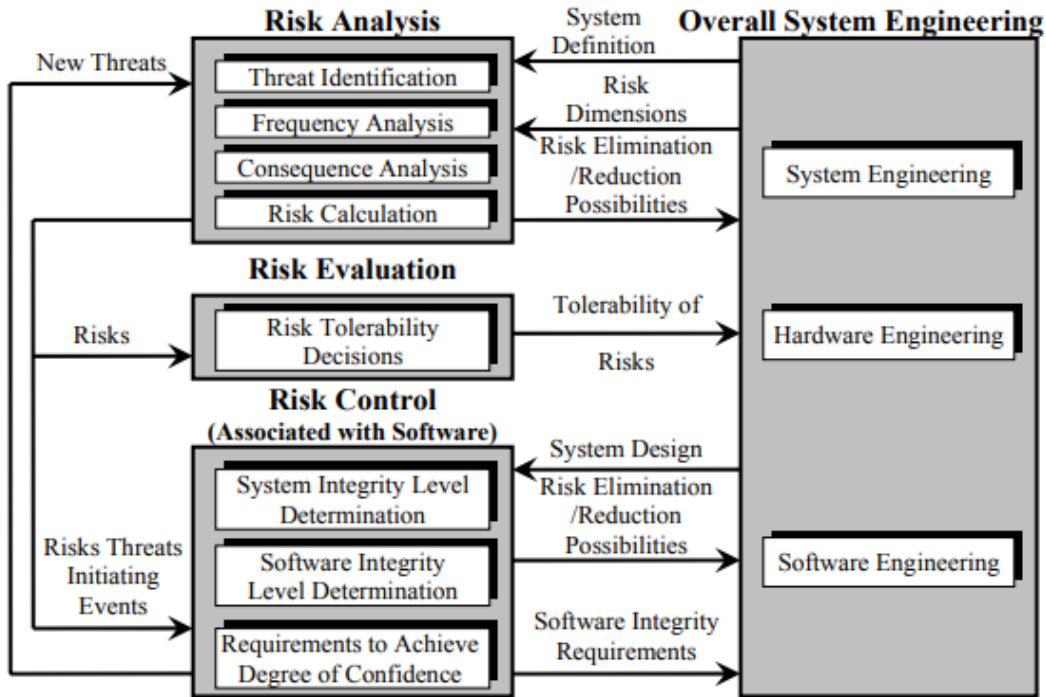 Risk Analysis
Overall System Engineering
New Threats
Threat Identification
Frequency Analysis
Consequence Analysis
Risk Calculation
System
Definition
Risk
Dimensions
Risk Elimination
/Reduction
Possibilities
System Engineering
Risk Evaluation
Risks
Risk Tolerability
Decisions
Tolerability of
Risks
Hardware Engineering
Risk Control
(Associated with Software)
Risks Threats
Initiating
Events
System Integrity Level
Determination
Software Integrity
Level Determination
Requirements to Achieve
Degree of Confidence
System Design
Risk Elimination
/Reduction
Possibilities
Software Integrity
Requirements
Software Engineering